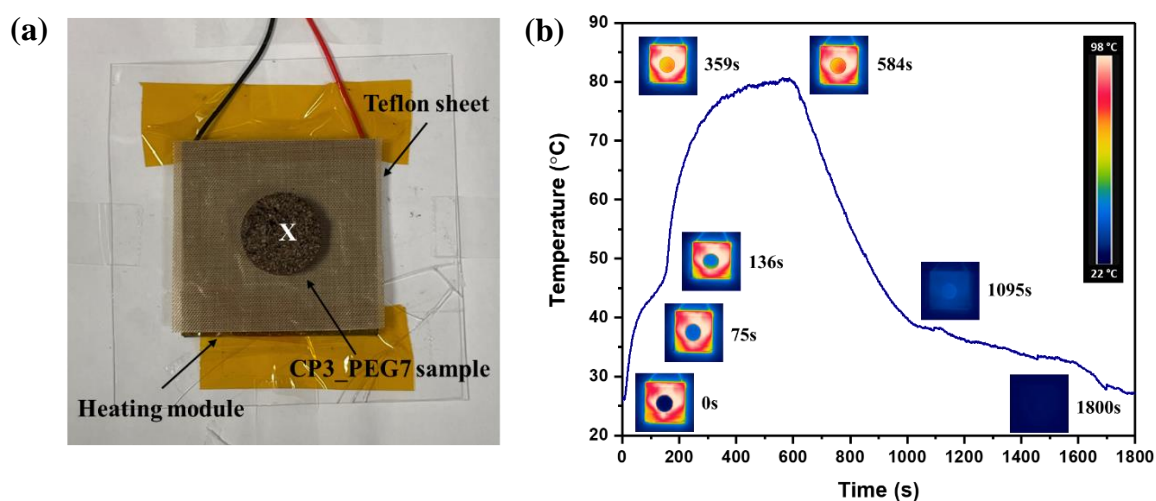 (a)
Teflon sheet
X
CP3_PEG7 sample
Heating module
(b)
Temperature (°C)
90
80
70
60
50
40
30
20
0
200
400
600
800
1000
1200
1400
1600
1800
Time (s)
359s
584s
136s
75s
0s
1095s
1800s
98 °C
22 °C